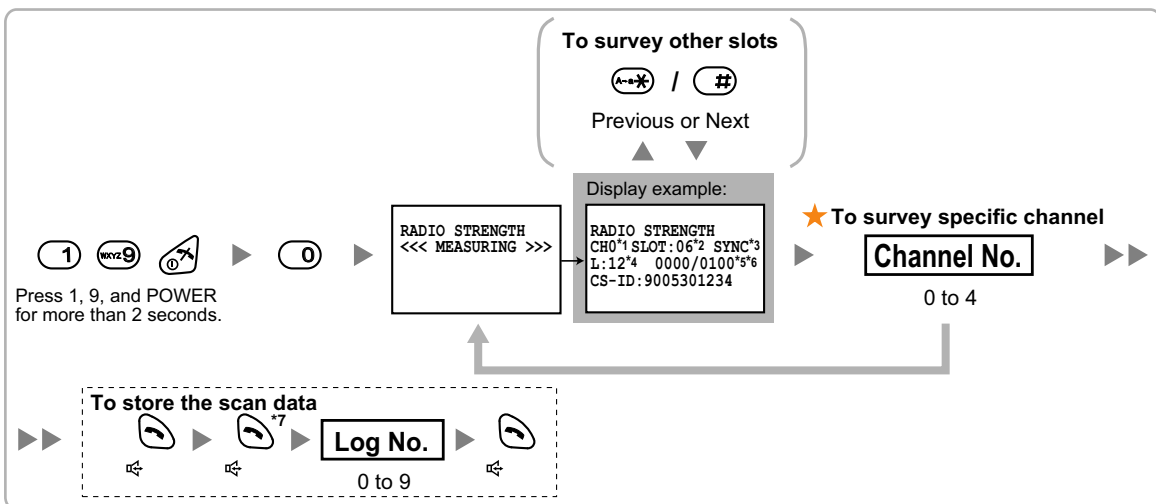 To survey other slots
A→a✱ / #
Previous or Next
Display example:
RADIO STRENGTH
<<< MEASURING >>>
RADIO STRENGTH
CH0*1 SLOT:06*2 SYNC*3
L:12*4 0000/0100*5*6
CS-ID:9005301234
To survey specific channel
Channel No.
0 to 4
1 WXYZ9 0
Press 1, 9, and POWER
for more than 2 seconds.
To store the scan data
*7
Log No.
0 to 9